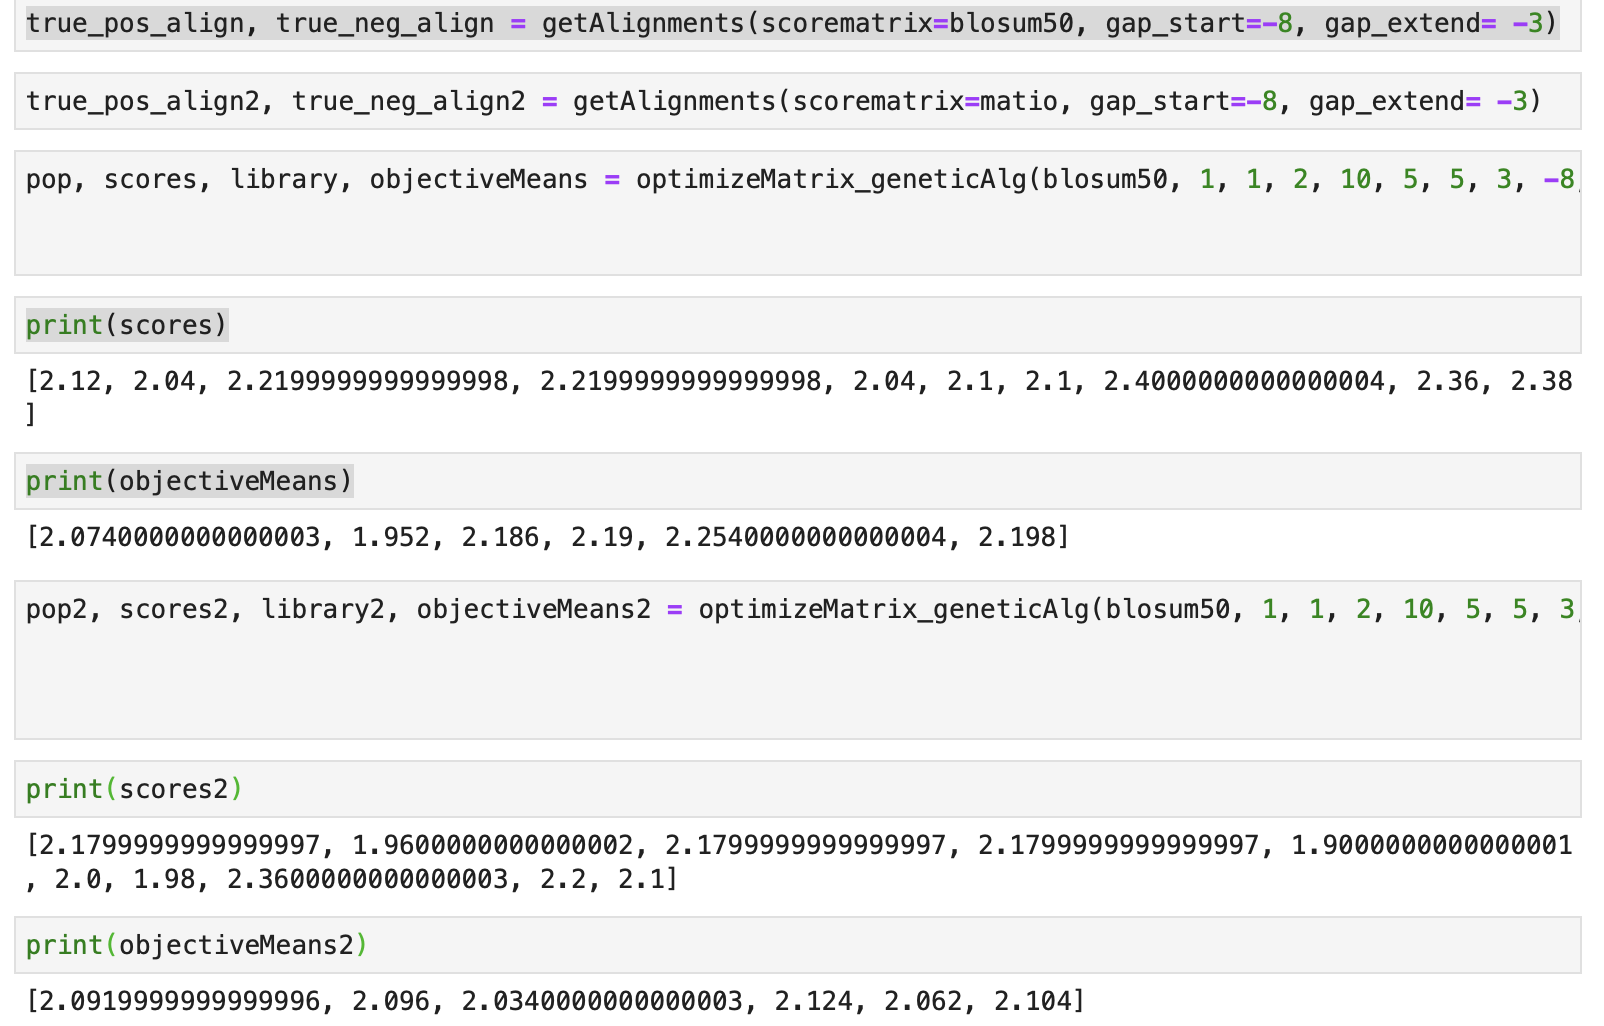 true_pos_align, true_neg_align = getAlignments(scorematrix=blosum50, gap_start=-8, gap_extend= -3)
true_pos_align2, true_neg_align2 = getAlignments(scorematrix=matio, gap_start=-8, gap_extend= -3)
pop, scores, library, objectiveMeans = optimizeMatrix_geneticAlg(blosum50, 1, 1, 2, 10, 5, 5, 3, -8,
print(scores)
[2.12, 2.04, 2.2199999999999998, 2.2199999999999998, 2.04, 2.1, 2.1, 2.4000000000000004, 2.36, 2.38
]
print(objectiveMeans)
[2.0740000000000003, 1.952, 2.186, 2.19, 2.2540000000000004, 2.198]
pop2, scores2, library2, objectiveMeans2 = optimizeMatrix_geneticAlg(blosum50, 1, 1, 2, 10, 5, 5, 3,
print(scores2)
[2.1799999999999997, 1.9600000000000002, 2.1799999999999997, 2.1799999999999997, 1.9000000000000001
, 2.0, 1.98, 2.3600000000000003, 2.2, 2.1]
print(objectiveMeans2)
[2.0919999999999996, 2.096, 2.0340000000000003, 2.124, 2.062, 2.104]